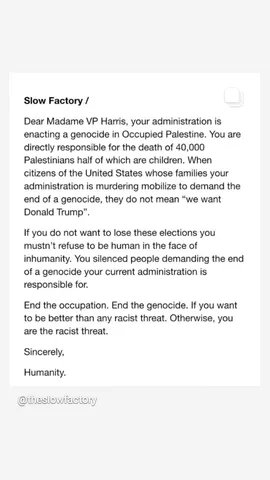 Slow Factory /
Dear Madame VP Harris, your administration is
enacting a genocide in Occupied Palestine. You are
directly responsible for the death of 40,000
Palestinians half of which are children. When
citizens of the United States whose families your
administration is murdering mobilize to demand the
end of a genocide, they do not mean “we want
Donald Trump”.
If you do not want to lose these elections you
mustn’t refuse to be human in the face of
inhumanity. You silenced people demanding the end
of a genocide your current administration is
responsible for.
End the occupation. End the genocide. If you want
to be better than any racist threat. Otherwise, you
are the racist threat.
Sincerely,
Humanity.
@theslowfactory